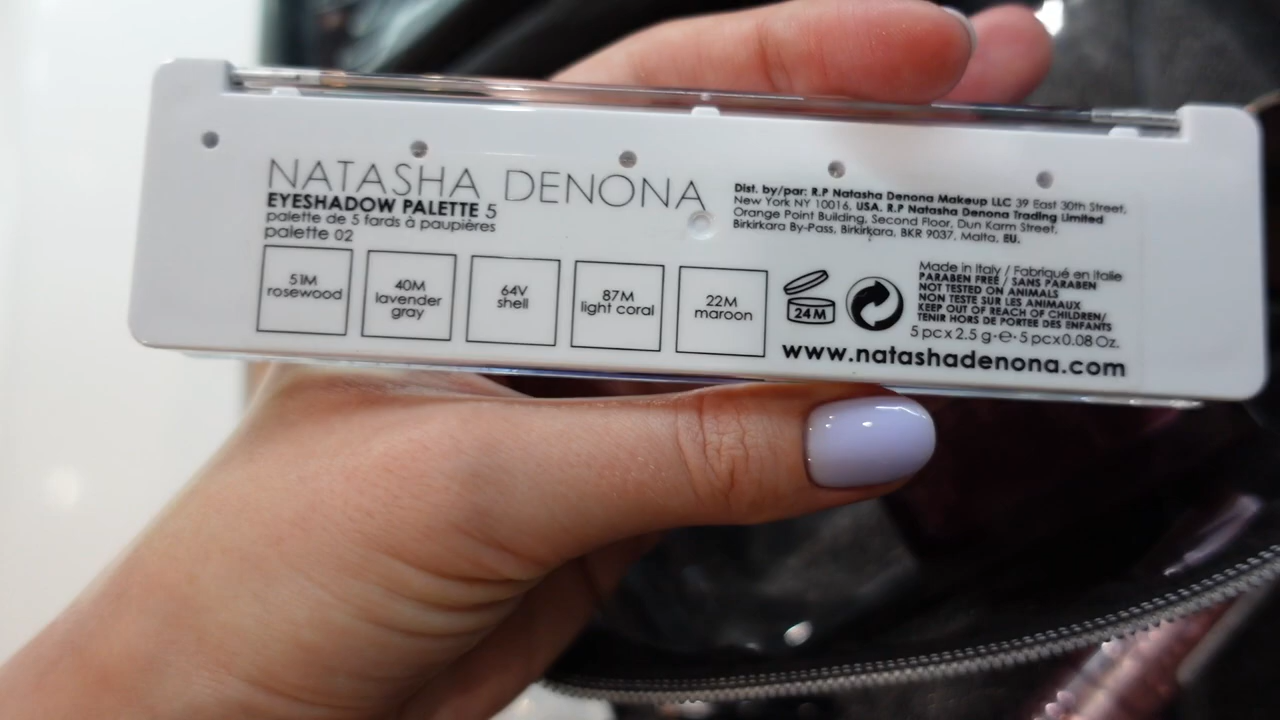 NATASHA DENONA
EYESHADOW PALETTE 5
palette de 5 fards à paupières
palette 02
51M
rosewood
40M
lavender
gray
64V
shell
87M
light coral
22M
maroon
Dist. by/par: R.P Natasha Denona Makeup LLC 39 East 30th Street,
New York NY 10016, USA. R.P Natasha Denona Trading Limited
Orange Point Building, Second Floor, Dun Karm Street,
Birkirkara By-Pass, Birkirkara, BKR 9037, Malta, EU.
24M
Made in Italy / Fabriqué en Italie
PARABEN FREE / SANS PARABEN
NOT TESTED ON ANIMALS
NON TESTE SUR LES ANIMAUX
KEEP OUT OF REACH OF CHILDREN/
TENIR HORS DE PORTEE DES ENFANTS
5 pc x 2.5 g · e · 5 pc x 0.08 Oz.
www.natashadenona.com